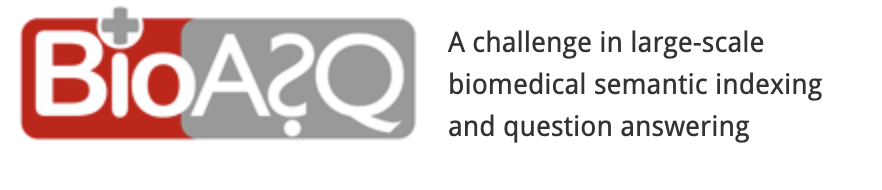 BioASQ
A challenge in large-scale
biomedical semantic indexing
and question answering